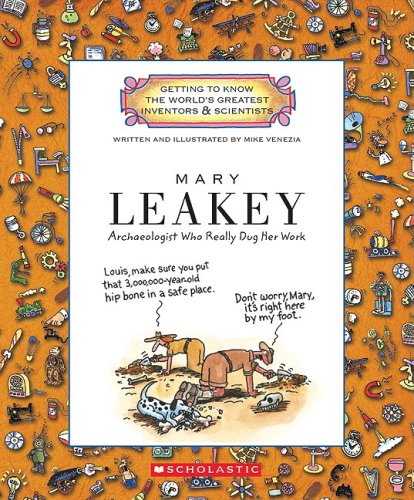 GETTING TO KNOW
THE WORLD'S GREATEST
INVENTORS & SCIENTISTS
WRITTEN AND ILLUSTRATED BY MIKE VENEZIA
MARY
LEAKEY
Archaeologist Who Really Dug Her Work
Louis, make sure you put
that 3,000,000-year-old
hip bone in a safe place.
Don't worry, Mary,
it's right here
by my foot.
SCHOLASTIC